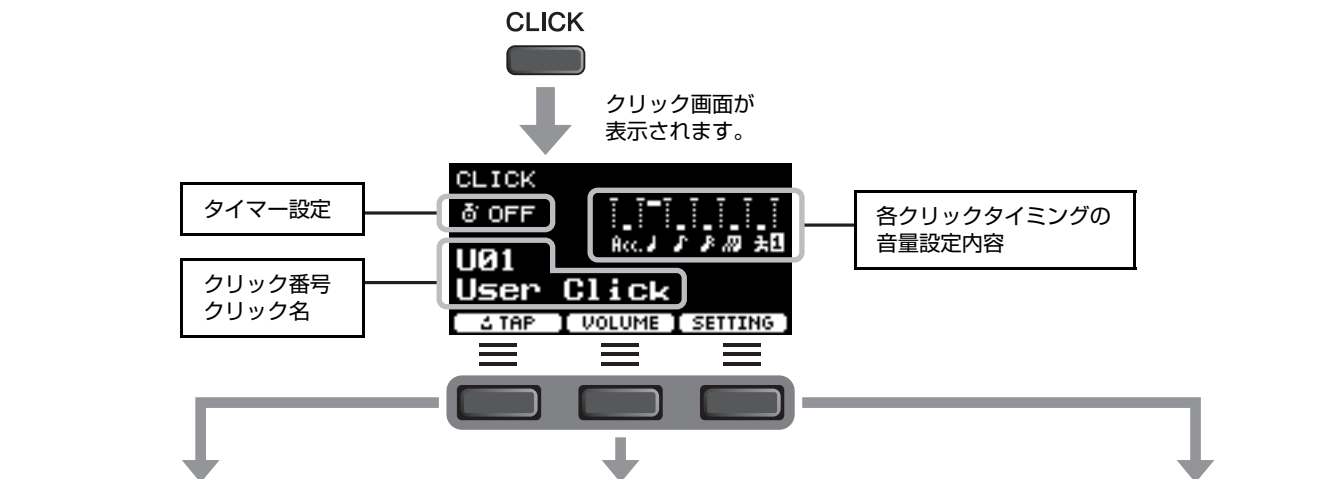 CLICK
クリック画面が
表示されます。
CLICK
タイマー設定
OFF
Acc.
各クリックタイミングの
音量設定内容
クリック番号
クリック名
U01
User Click
TAP VOLUME SETTING